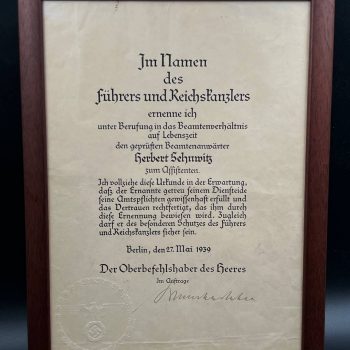 Im Namen
des
Führers und Reichskanzlers
ernenne ich
unter Berufung in das Beamtenverhältnis
auf Lebenszeit
den geprüften Beamtenanwärter
Herbert Sehnwitz
zum Assistenten.
Ich vollziehe diese Urkunde in der Erwartung,
daß der Ernannte getreu seinem Diensteide
seine Amtspflichten gewissenhaft erfüllt und
das Vertrauen rechtfertigt, das ihm durch
diese Ernennung bewiesen wird. Zugleich
darf er des besonderen Schutzes des Führers
und Reichskanzlers sicher sein.
Berlin, den 27. Mai 1939
Der Oberbefehlshaber des Heeres
Im Auftrage